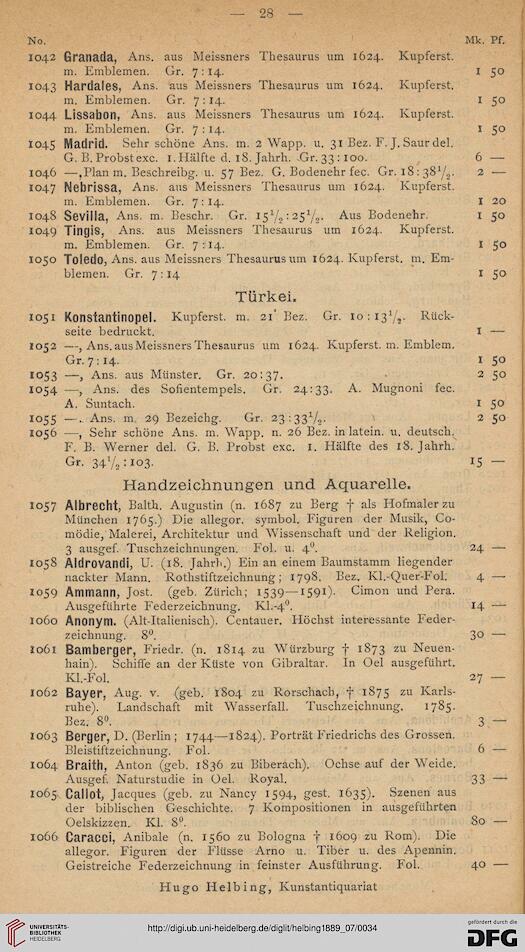 — 28 —
No. Mk. Pf.
1042 Granada, Ans. aus Meissners Thesaurus um 1624. Kupferst.
m. Emblemen. Gr. 7:14. 1 50
1043 Hardales, Ans. aus Meissners Thesaurus um 1624. Kupferst.
m. Emblemen. Gr. 7:14. 1 50
1044 Lissabon, Ans. aus Meissners Thesaurus um 1624. Kupferst.
m. Emblemen. Gr. 7:14. 1 50
1045 Madrid. Sehr schöne Ans. m. 2 Wapp. u. 31 Bez. F. J. Saur del.
G. B. Probst exc. 1. Hälfte d. 18. Jahrh. Gr. 33:100. 6 —
1046 —, Plan m. Beschreibg. u. 57 Bez. G. Bodenehr fec. Gr. 18:38½. 2 —
1047 Nebrissa, Ans. aus Meissners Thesaurus um 1624. Kupferst.
m. Emblemen. Gr. 7:14. 1 20
1048 Sevilla, Ans. m. Beschr. Gr. 15½:25½. Aus Bodenehr. 1 50
1049 Tingis, Ans. aus Meissners Thesaurus um 1624. Kupferst.
m. Emblemen. Gr. 7:14. 1 50
1050 Toledo, Ans. aus Meissners Thesaurus um 1624. Kupferst. m. Em-
blemen. Gr. 7:14 1 50
Türkei.
1051 Konstantinopel. Kupferst. m. 21 Bez. Gr. 10:13½. Rück-
seite bedruckt. 1 —
1052 —, Ans. aus Meissners Thesaurus um 1624. Kupferst. m. Emblem.
Gr. 7:14. 1 50
1053 —, Ans. aus Münster. Gr. 20:37. 2 50
1054 —, Ans. des Sofientempels. Gr. 24:33. A. Mugnoni fec.
A. Suntach. 1 50
1055 —. Ans. m. 29 Bezeichg. Gr. 23:33½. 2 50
1056 —, Sehr schöne Ans. m. Wapp. n. 26 Bez. in latein. u. deutsch.
F. B. Werner del. G. B. Probst exc. 1. Hälfte des 18. Jahrh.
Gr. 34½:103. 15 —
Handzeichnungen und Aquarelle.
1057 Albrecht, Balth. Augustin (n. 1687 zu Berg † als Hofmaler zu
München 1765.) Die allegor. symbol. Figuren der Musik, Co-
mödie, Malerei, Architektur und Wissenschaft und der Religion.
3 ausgef. Tuschzeichnungen. Fol. u. 4⁰. 24 —
1058 Aldrovandi, U. (18. Jahrh.) Ein an einem Baumstamm liegender
nackter Mann. Rothstiftzeichnung; 1798. Bez. Kl.-Quer-Fol. 4 —
1059 Ammann, Jost. (geb. Zürich; 1539—1591). Cimon und Pera.
Ausgeführte Federzeichnung. Kl.-4⁰. 14 —
1060 Anonym. (Alt-Italienisch). Centauer. Höchst interessante Feder-
zeichnung. 8⁰. 30 —
1061 Bamberger, Friedr. (n. 1814 zu Würzburg † 1873 zu Neuen-
hain). Schiffe an der Küste von Gibraltar. In Oel ausgeführt.
Kl.-Fol. 27 —
1062 Bayer, Aug. v. (geb. 1804 zu Rorschach, † 1875 zu Karls-
ruhe). Landschaft mit Wasserfall. Tuschzeichnung. 1785.
Bez. 8⁰. 3 —
1063 Berger, D. (Berlin; 1744—1824). Porträt Friedrichs des Grossen.
Bleistiftzeichnung. Fol. 6 —
1064 Braith, Anton (geb. 1836 zu Biberach). Ochse auf der Weide.
Ausgef. Naturstudie in Oel. Royal. 33 —
1065 Callot, Jacques (geb. zu Nancy 1594, gest. 1635). Szenen aus
der biblischen Geschichte. 7 Kompositionen in ausgeführten
Oelskizzen. Kl. 8⁰. 80 —
1066 Caracci, Anibale (n. 1560 zu Bologna † 1609 zu Rom). Die
allegor. Figuren der Flüsse Arno u. Tiber u. des Apennin.
Geistreiche Federzeichnung in feinster Ausführung. Fol. 40 —
Hugo Helbing, Kunstantiquariat
UNIVERSITÄTS-
BIBLIOTHEK
HEIDELBERG
http://digi.ub.uni-heidelberg.de/diglit/helbing1889_07/0034
gefördert durch die
DFG